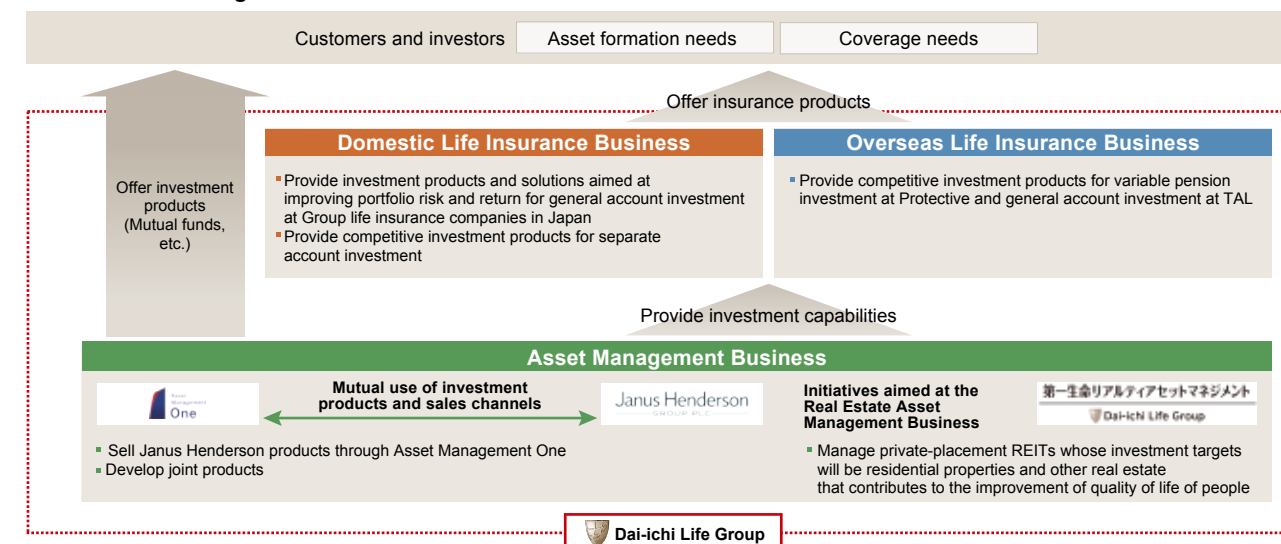 Customers and investors
Asset formation needs
Coverage needs
Offer insurance products
Offer investment
products
(Mutual funds,
etc.)
Domestic Life Insurance Business
Provide investment products and solutions aimed at
improving portfolio risk and return for general account investment
at Group life insurance companies in Japan
Provide competitive investment products for separate
account investment
Overseas Life Insurance Business
Provide competitive investment products for variable pension
investment at Protective and general account investment at TAL
Provide investment capabilities
Asset Management Business
Asset
Management
One
Mutual use of investment
products and sales channels
Janus Henderson
GROUP PLC
Sell Janus Henderson products through Asset Management One
Develop joint products
Initiatives aimed at the
Real Estate Asset
Management Business
第一生命リアルティアセットマネジメント
Dai-ichi Life Group
Manage private-placement REITs whose investment targets
will be residential properties and other real estate
that contributes to the improvement of quality of life of people
Dai-ichi Life Group